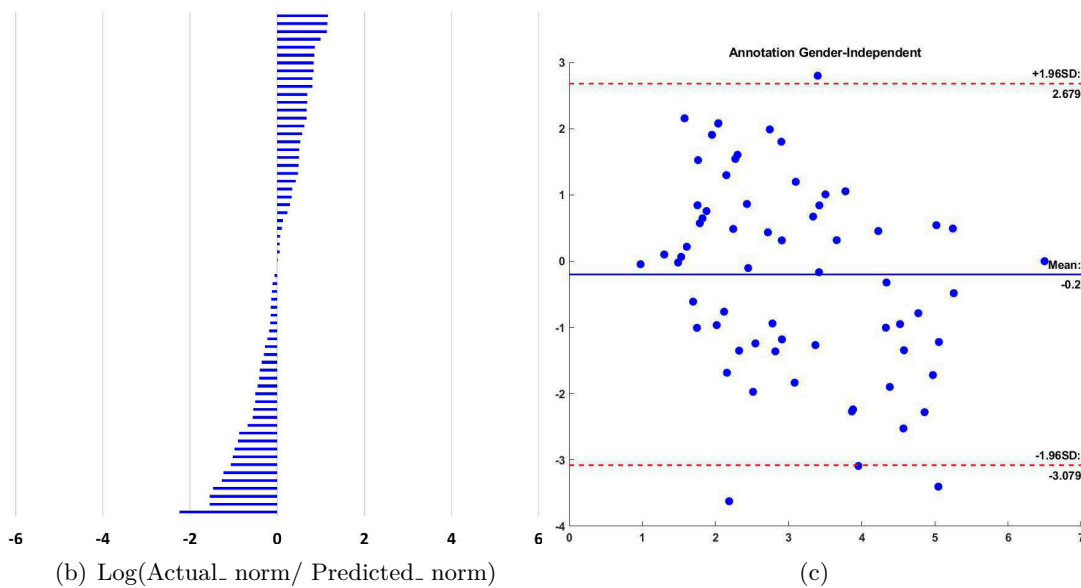 -6 -4 -2 0 2 4 6
(b) Log(Actual_ norm/ Predicted_ norm)
Annotation Gender-Independent
3
+1.96SD:
2.679
2
1
0
Mean:
-0.2
-1
-2
-3
-1.96SD:
-3.079
-4
0 1 2 3 4 5 6 7
(c)